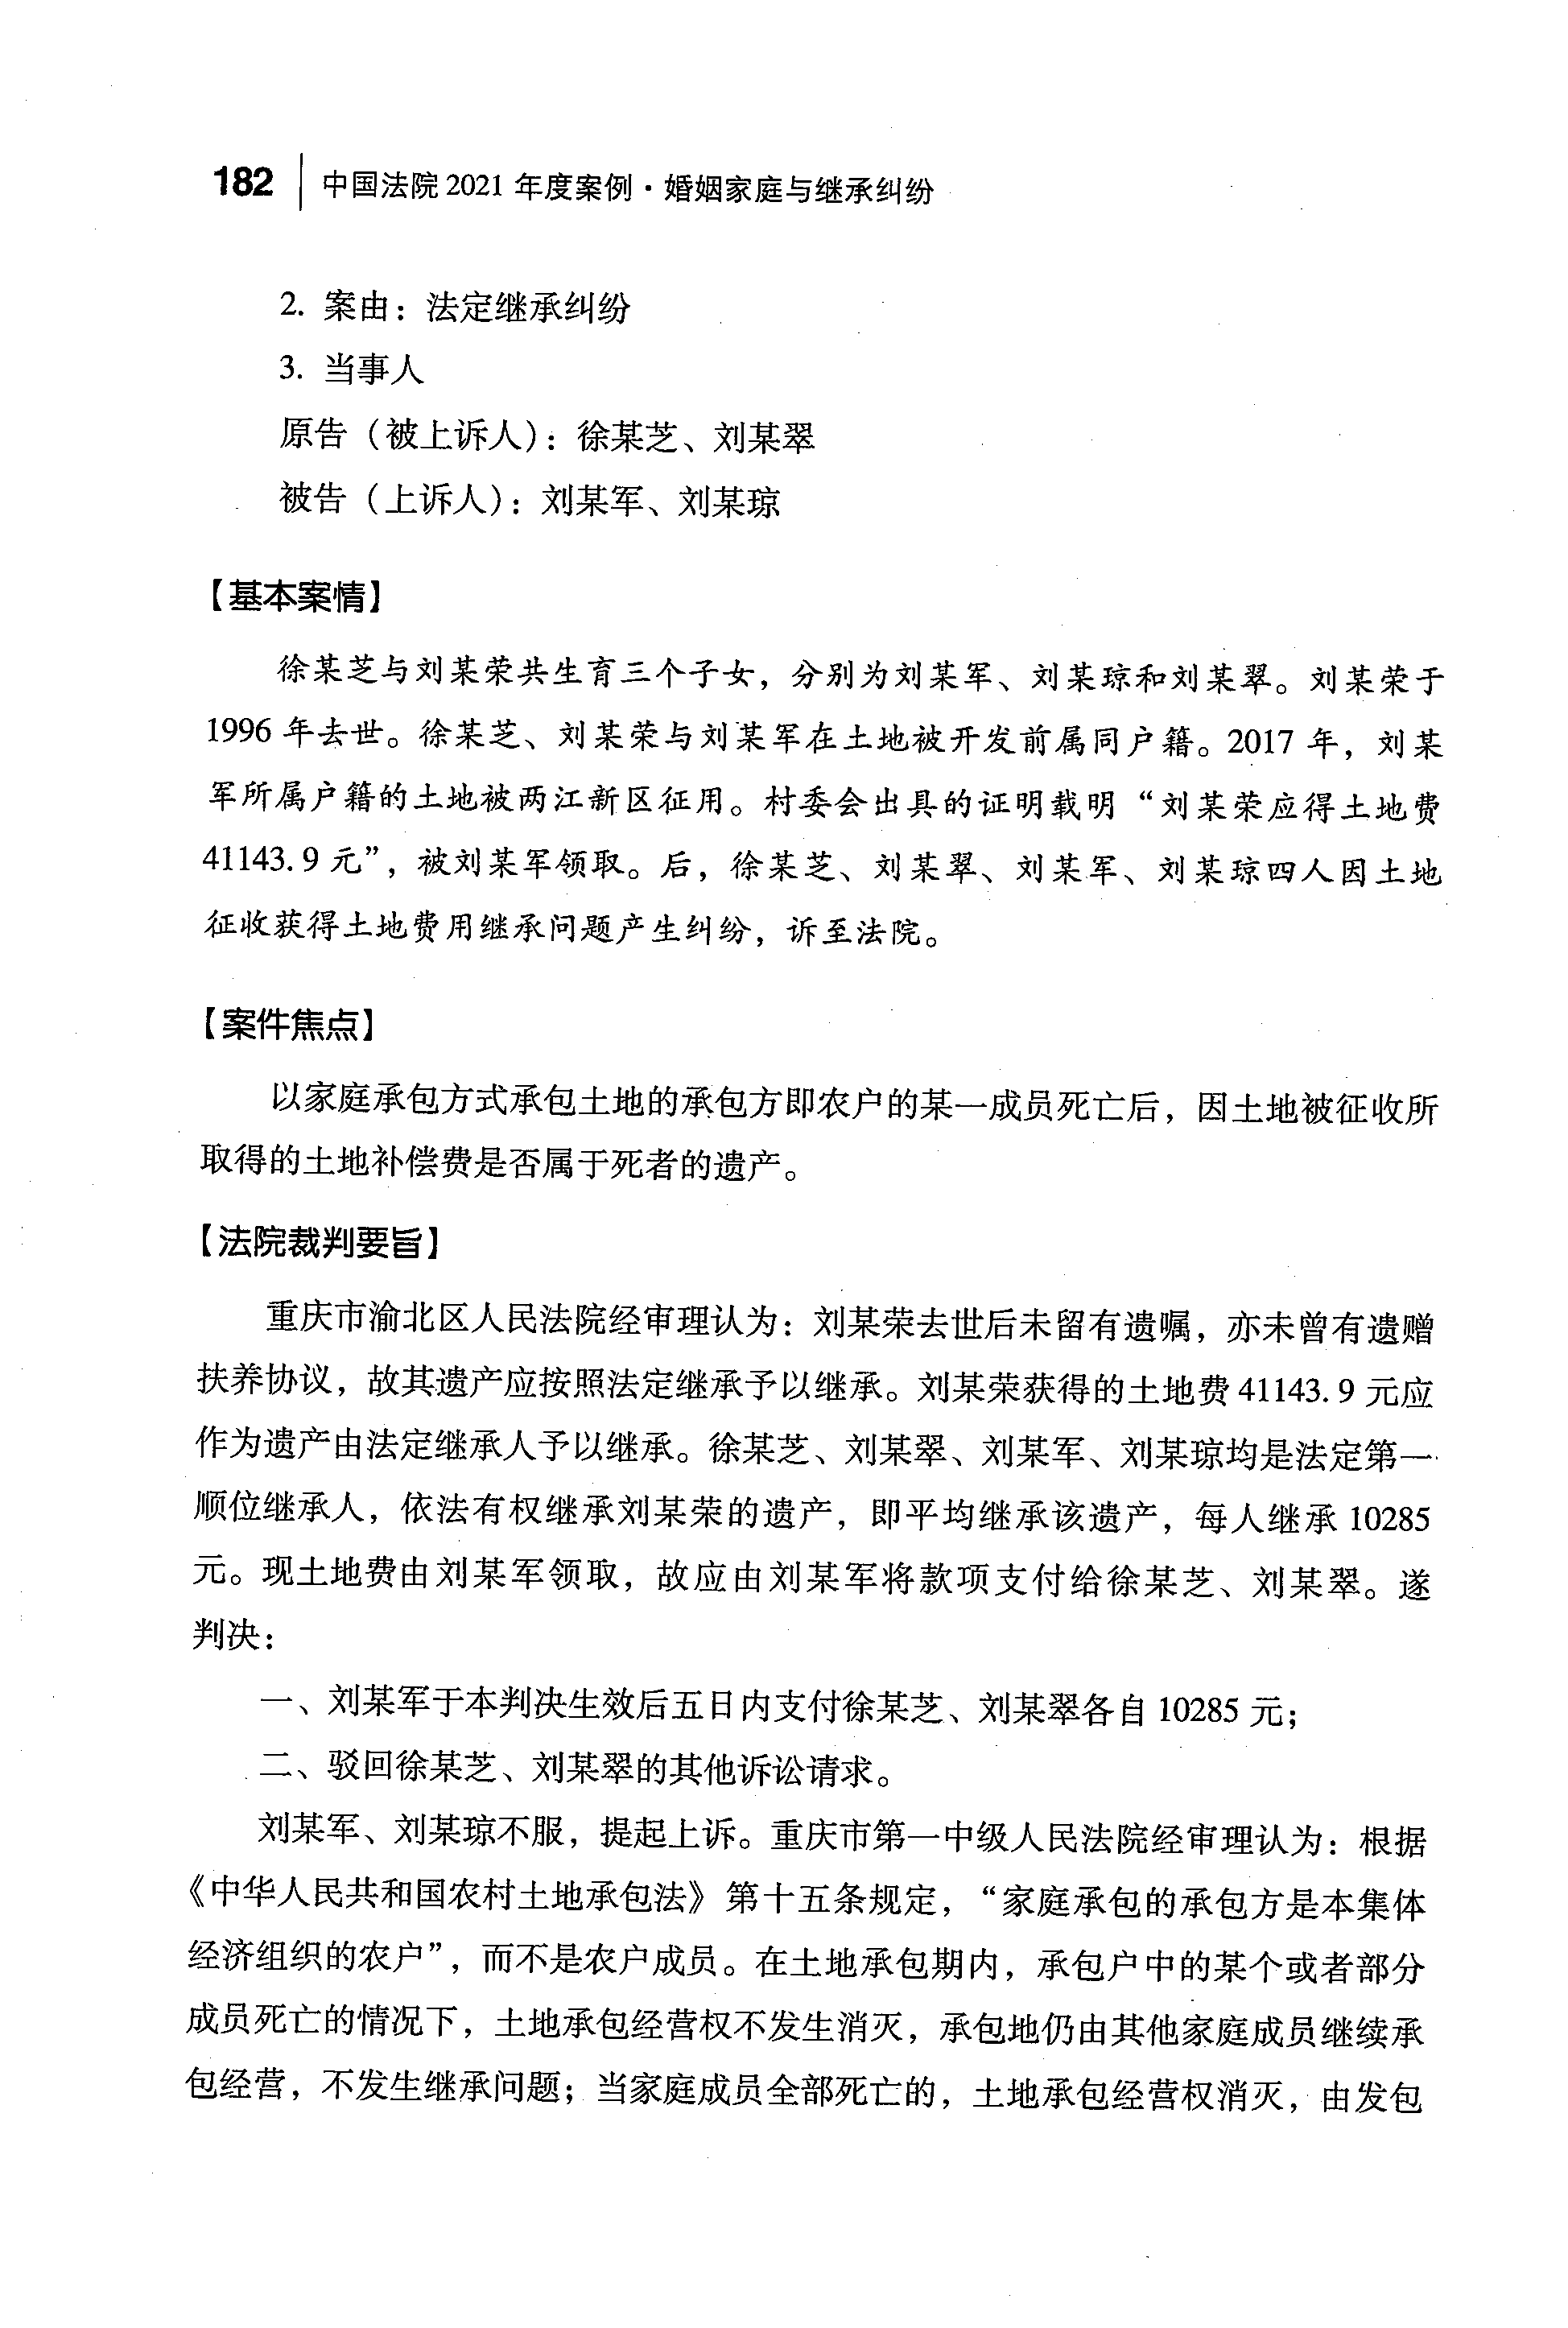 182 中国法院 2021 年度案例·婚姻家庭与继承纠纷
2. 案由：法定继承纠纷
3. 当事人
原告（被上诉人）：徐某芝、刘某翠
被告（上诉人）：刘某军、刘某琼
【基本案情】
徐某芝与刘某荣共生育三个子女，分别为刘某军、刘某琼和刘某翠。刘某荣于
1996 年去世。徐某芝、刘某荣与刘某军在土地被开发前属同户籍。2017 年，刘某
军所属户籍的土地被两江新区征用。村委会出具的证明载明“刘某荣应得土地费
41143.9 元”，被刘某军领取。后，徐某芝、刘某翠、刘某军、刘某琼四人因土地
征收获得土地费用继承问题产生纠纷，诉至法院。
【案件焦点】
以家庭承包方式承包土地的承包方即农户的某一成员死亡后，因土地被征收所
取得的土地补偿费是否属于死者的遗产。
【法院裁判要旨】
重庆市渝北区人民法院经审理认为：刘某荣去世后未留有遗嘱，亦未曾有遗赠
扶养协议，故其遗产应按照法定继承予以继承。刘某荣获得的土地费 41143.9 元应
作为遗产由法定继承人予以继承。徐某芝、刘某翠、刘某军、刘某琼均是法定第一
顺位继承人，依法有权继承刘某荣的遗产，即平均继承该遗产，每人继承 10285
元。现土地费由刘某军领取，故应由刘某军将款项支付给徐某芝、刘某翠。遂
判决：
一、刘某军于本判决生效后五日内支付徐某芝、刘某翠各自 10285 元；
二、驳回徐某芝、刘某翠的其他诉讼请求。
刘某军、刘某琼不服，提起上诉。重庆市第一中级人民法院经审理认为：根据
《中华人民共和国农村土地承包法》第十五条规定，“家庭承包的承包方是本集体
经济组织的农户”，而不是农户成员。在土地承包期内，承包户中的某个或者部分
成员死亡的情况下，土地承包经营权不发生消灭，承包地仍由其他家庭成员继续承
包经营，不发生继承问题；当家庭成员全部死亡的，土地承包经营权消灭，由发包